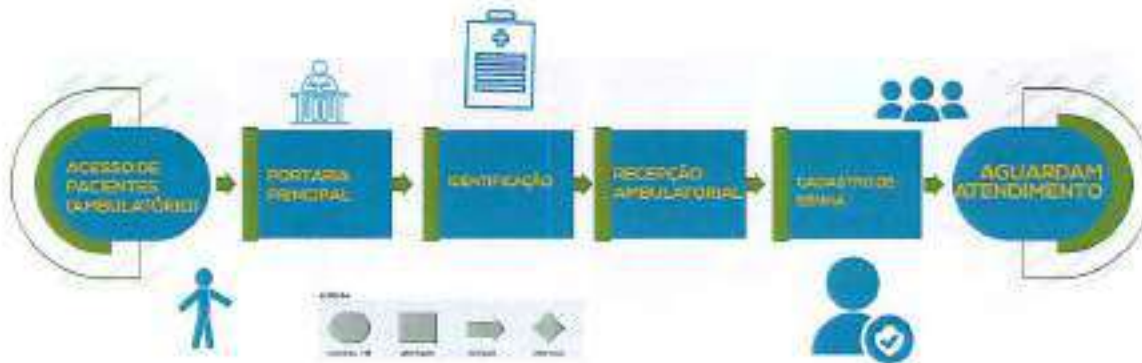 ACESSO DE
PACIENTES
(AMBULATÓRIO)
PORTARIA
PRINCIPAL
IDENTIFICAÇÃO
RECEPÇÃO
AMBULATORIAL
CADASTRO DE
SENHA
AGUARDAM
ATENDIMENTO